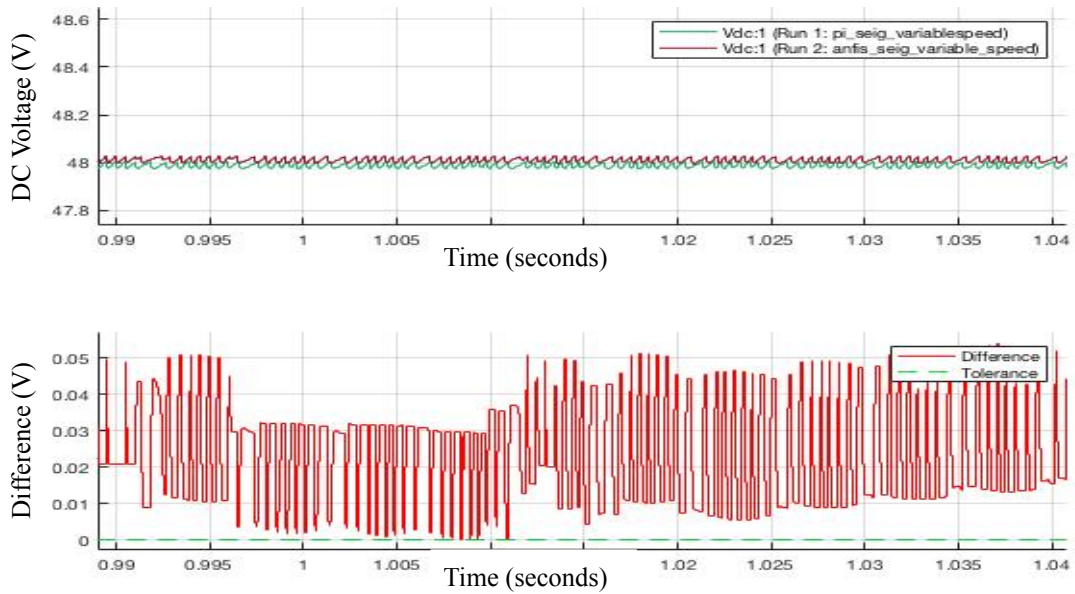 48.6
48.4
48.2
48
47.8
DC Voltage (V)
Vdc:1 (Run 1: pi_seig_variablespeed)
Vdc:1 (Run 2: anfis_seig_variable_speed)
0.99 0.995 1 1.005 1.02 1.025 1.03 1.035 1.04
Time (seconds)
0.05
0.04
0.03
0.02
0.01
0
Difference (V)
Difference
Tolerance
0.99 0.995 1 1.005 1.02 1.025 1.03 1.035 1.04
Time (seconds)